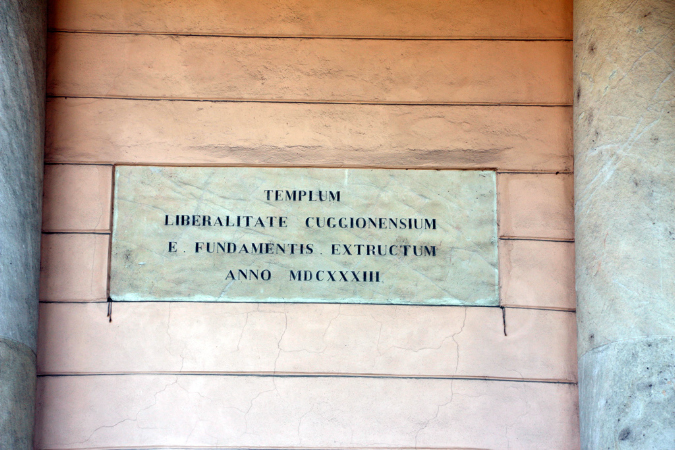 TEMPLUM
LIBERALITATE CUGGIONENSIUM
E . FUNDAMENTIS . EXTRUCTUM
ANNO MDCXXXIII